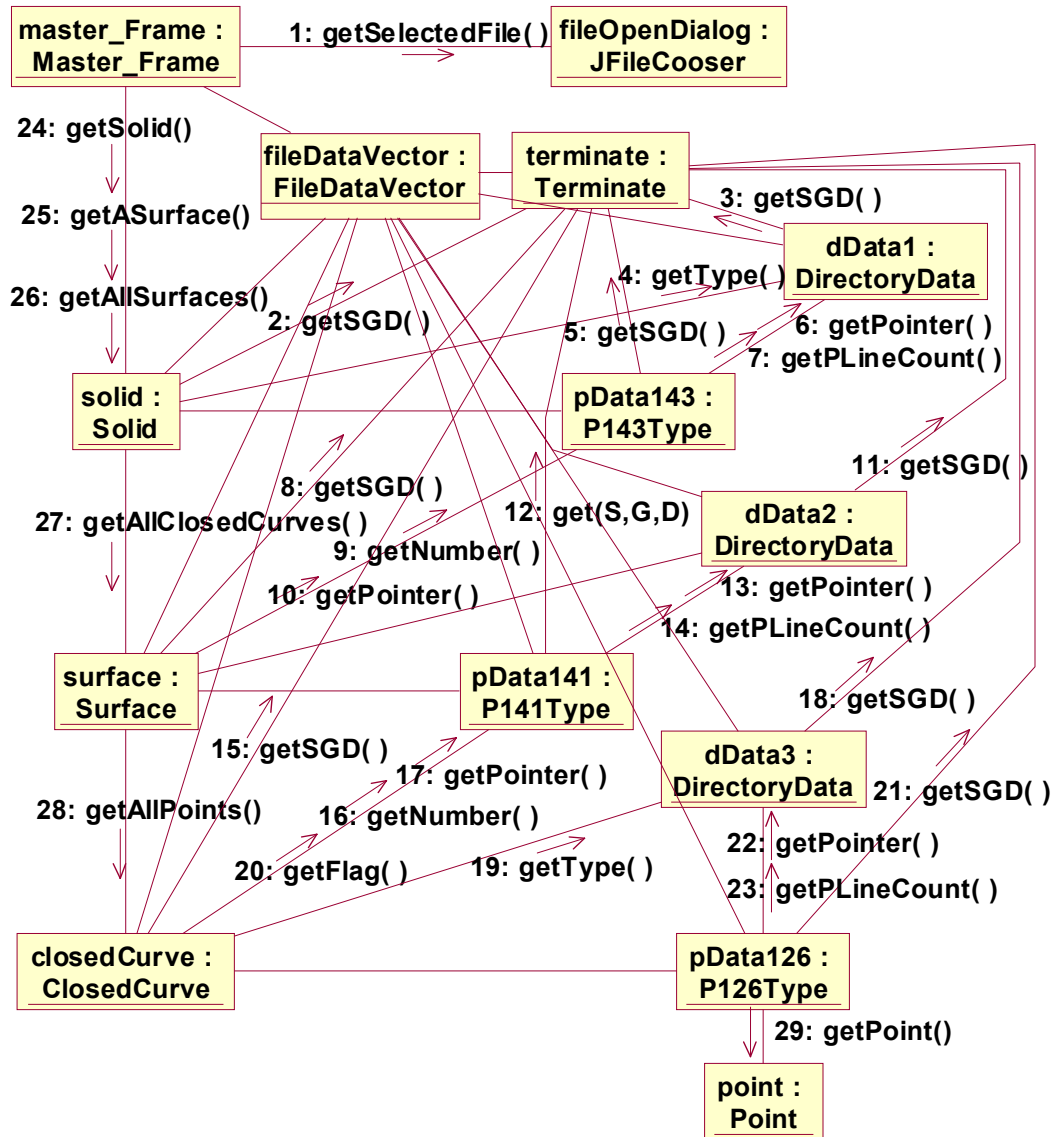 master_Frame :
Master_Frame
1: getSelectedFile( )
fileOpenDialog :
JFileCooser
24: getSolid()
fileDataVector :
FileDataVector
terminate :
Terminate
25: getASurface()
3: getSGD( )
dData1 :
DirectoryData
26: getAllSurfaces()
2: getSGD( )
4: getType( )
5: getSGD( )
6: getPointer( )
7: getPLineCount( )
solid :
Solid
pData143 :
P143Type
8: getSGD( )
11: getSGD( )
27: getAllClosedCurves( )
12: get(S,G,D)
dData2 :
DirectoryData
9: getNumber( )
10: getPointer( )
13: getPointer( )
14: getPLineCount( )
surface :
Surface
pData141 :
P141Type
18: getSGD( )
15: getSGD( )
17: getPointer( )
dData3 :
DirectoryData
21: getSGD( )
28: getAllPoints()
16: getNumber( )
22: getPointer( )
20: getFlag( )
19: getType( )
23: getPLineCount( )
closedCurve :
ClosedCurve
pData126 :
P126Type
29: getPoint()
point :
Point